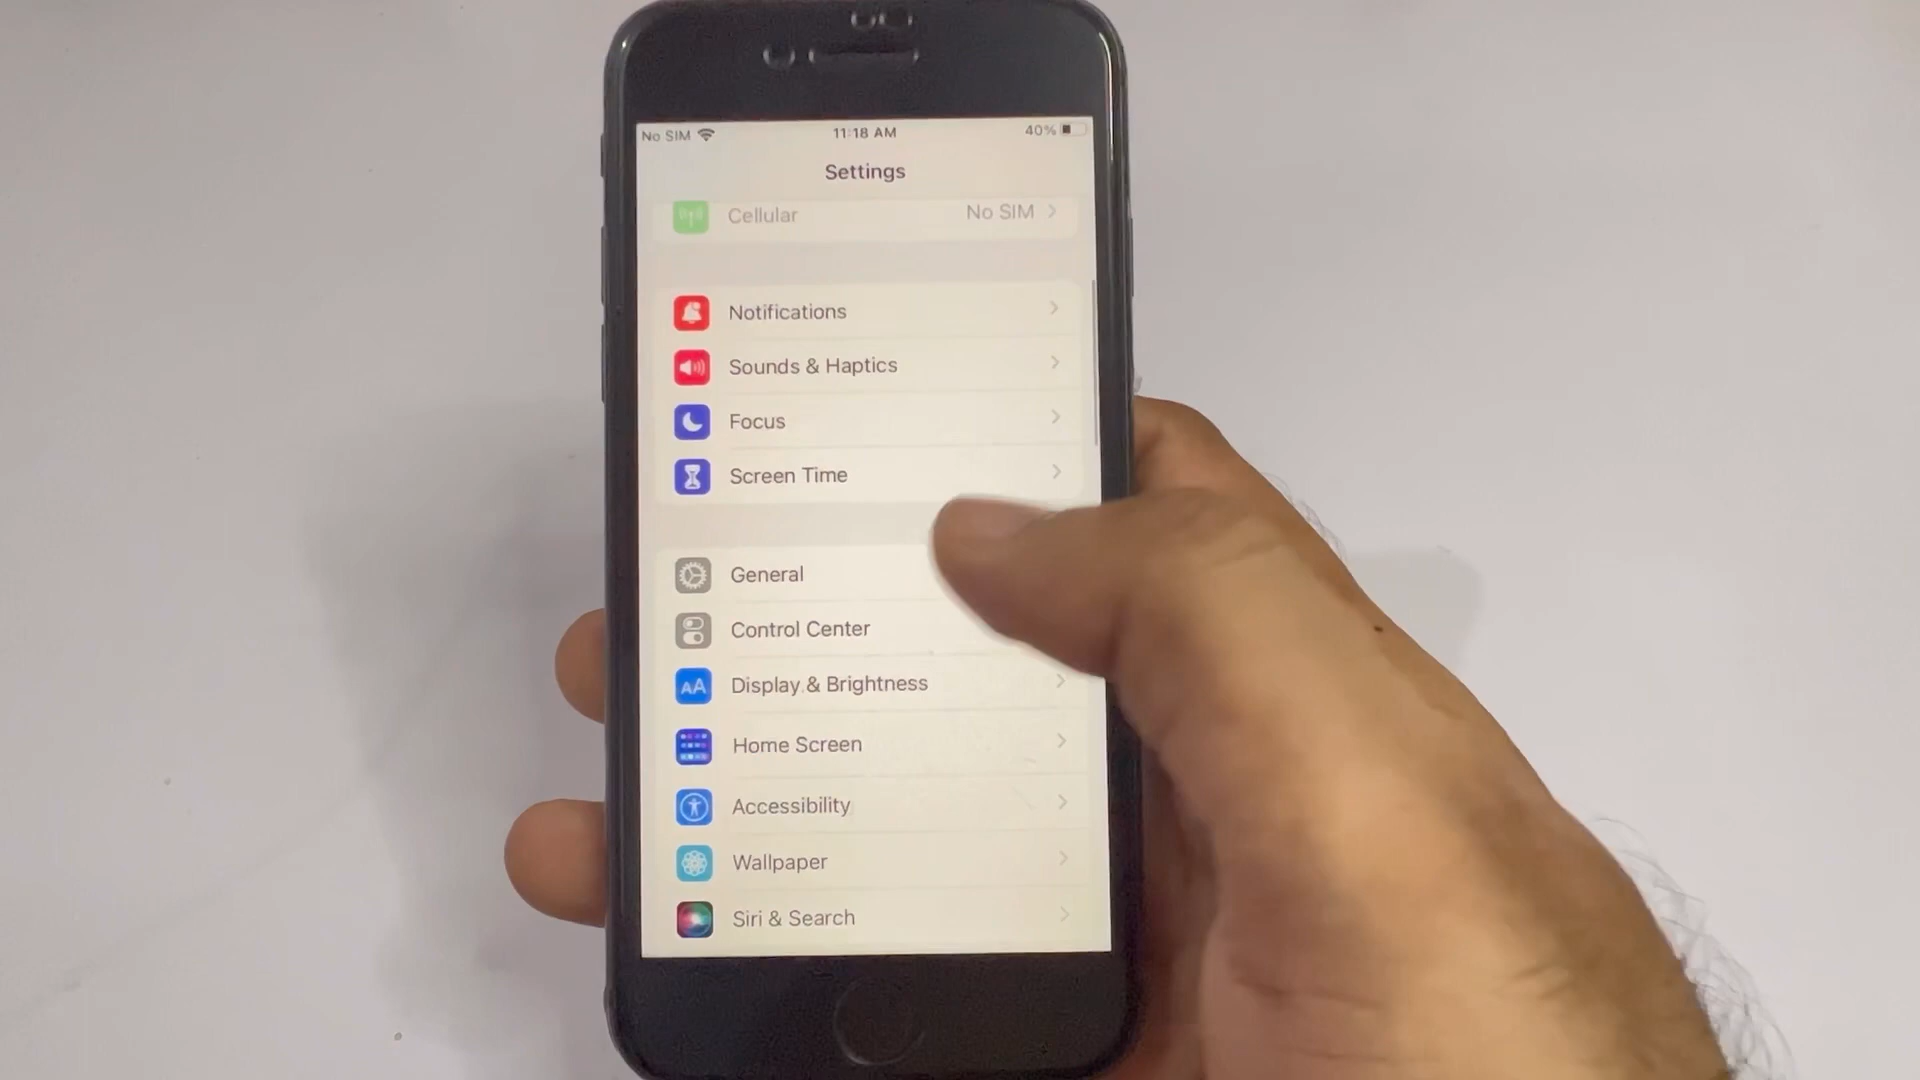 No SIM 11:18 AM 40%
Settings
Cellular No SIM
Notifications
Sounds & Haptics
Focus
Screen Time
General
Control Center
AA Display & Brightness
Home Screen
Accessibility
Wallpaper
Siri & Search